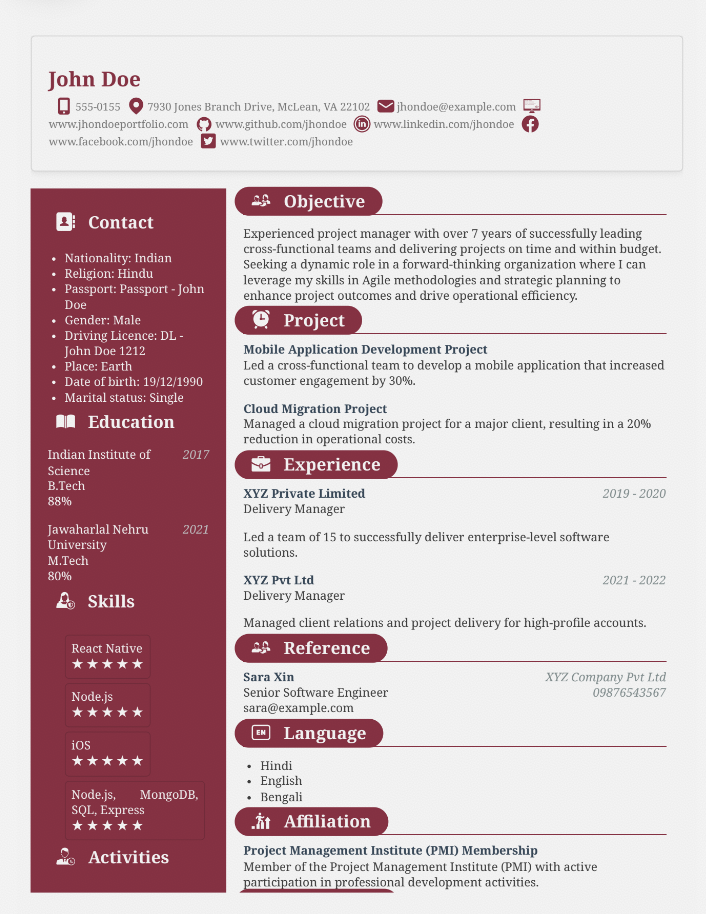 John Doe
555-0155 7930 Jones Branch Drive, McLean, VA 22102 jhondoe@example.com
www.jhondoeportfolio.com www.github.com/jhondoe www.linkedin.com/jhondoe
www.facebook.com/jhondoe www.twitter.com/jhondoe
Contact
• Nationality: Indian
• Religion: Hindu
• Passport: Passport - John
Doe
• Gender: Male
• Driving Licence: DL -
John Doe 1212
• Place: Earth
• Date of birth: 19/12/1990
• Marital status: Single
Education
Indian Institute of 2017
Science
B.Tech
88%
Jawaharlal Nehru 2021
University
M.Tech
80%
Skills
React Native
★★★★★
Node.js
★★★★★
iOS
★★★★★
Node.js, MongoDB,
SQL, Express
★★★★★
Activities
Objective
Experienced project manager with over 7 years of successfully leading
cross-functional teams and delivering projects on time and within budget.
Seeking a dynamic role in a forward-thinking organization where I can
leverage my skills in Agile methodologies and strategic planning to
enhance project outcomes and drive operational efficiency.
Project
Mobile Application Development Project
Led a cross-functional team to develop a mobile application that increased
customer engagement by 30%.
Cloud Migration Project
Managed a cloud migration project for a major client, resulting in a 20%
reduction in operational costs.
Experience
XYZ Private Limited 2019 - 2020
Delivery Manager
Led a team of 15 to successfully deliver enterprise-level software
solutions.
XYZ Pvt Ltd 2021 - 2022
Delivery Manager
Managed client relations and project delivery for high-profile accounts.
Reference
Sara Xin XYZ Company Pvt Ltd
Senior Software Engineer 09876543567
sara@example.com
EN Language
• Hindi
• English
• Bengali
Affiliation
Project Management Institute (PMI) Membership
Member of the Project Management Institute (PMI) with active
participation in professional development activities.